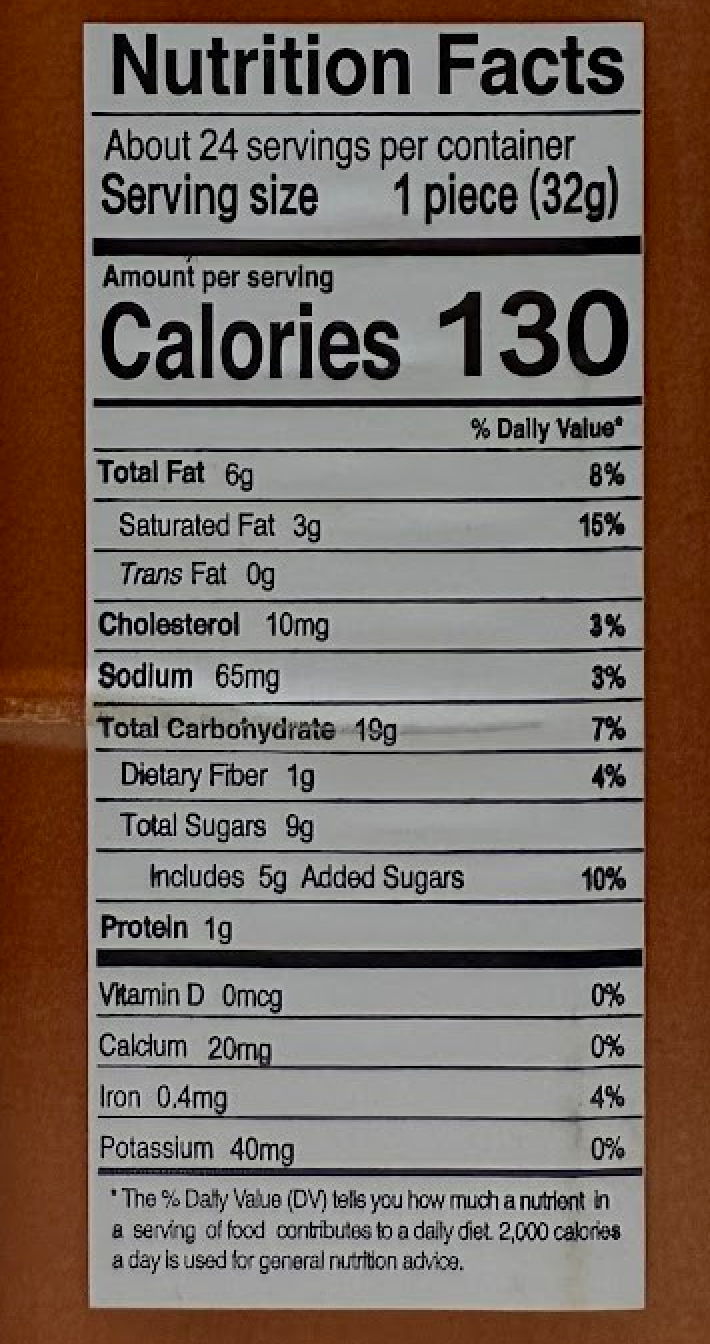 Nutrition Facts
About 24 servings per container
Serving size 1 piece (32g)
Amount per serving
Calories 130
% Daily Value*
Total Fat 6g 8%
Saturated Fat 3g 15%
Trans Fat 0g
Cholesterol 10mg 3%
Sodium 65mg 3%
Total Carbohydrate 19g 7%
Dietary Fiber 1g 4%
Total Sugars 9g
Includes 5g Added Sugars 10%
Protein 1g
Vitamin D 0mcg 0%
Calcium 20mg 0%
Iron 0.4mg 4%
Potassium 40mg 0%
* The % Daily Value (DV) tells you how much a nutrient in
a serving of food contributes to a daily diet. 2,000 calories
a day is used for general nutrition advice.